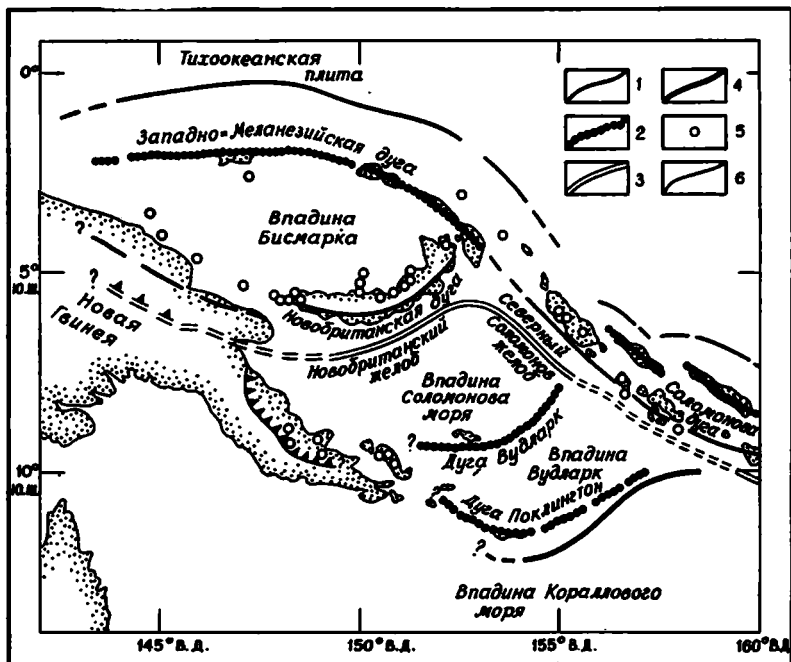 Тихоокеанская
плита
0°
1
4
2
5
3
6
Западно-Меланезийская дуга
Впадина
Бисмарка
?
5°
ю.ш.
?
Новая
Гвинея
Новобританская дуга
Новобританский
желоб
Северный
Соломонов
желоб
Соломонова
дуга
Впадина
Соломонова
моря
?
Дуга Вудларк
Впадина
Вудларк
10°
ю.ш.
Дуга Поклингтон
?
Впадина Кораллового
моря
145°в.д.
150°в.д.
155°в.д.
160°в.д